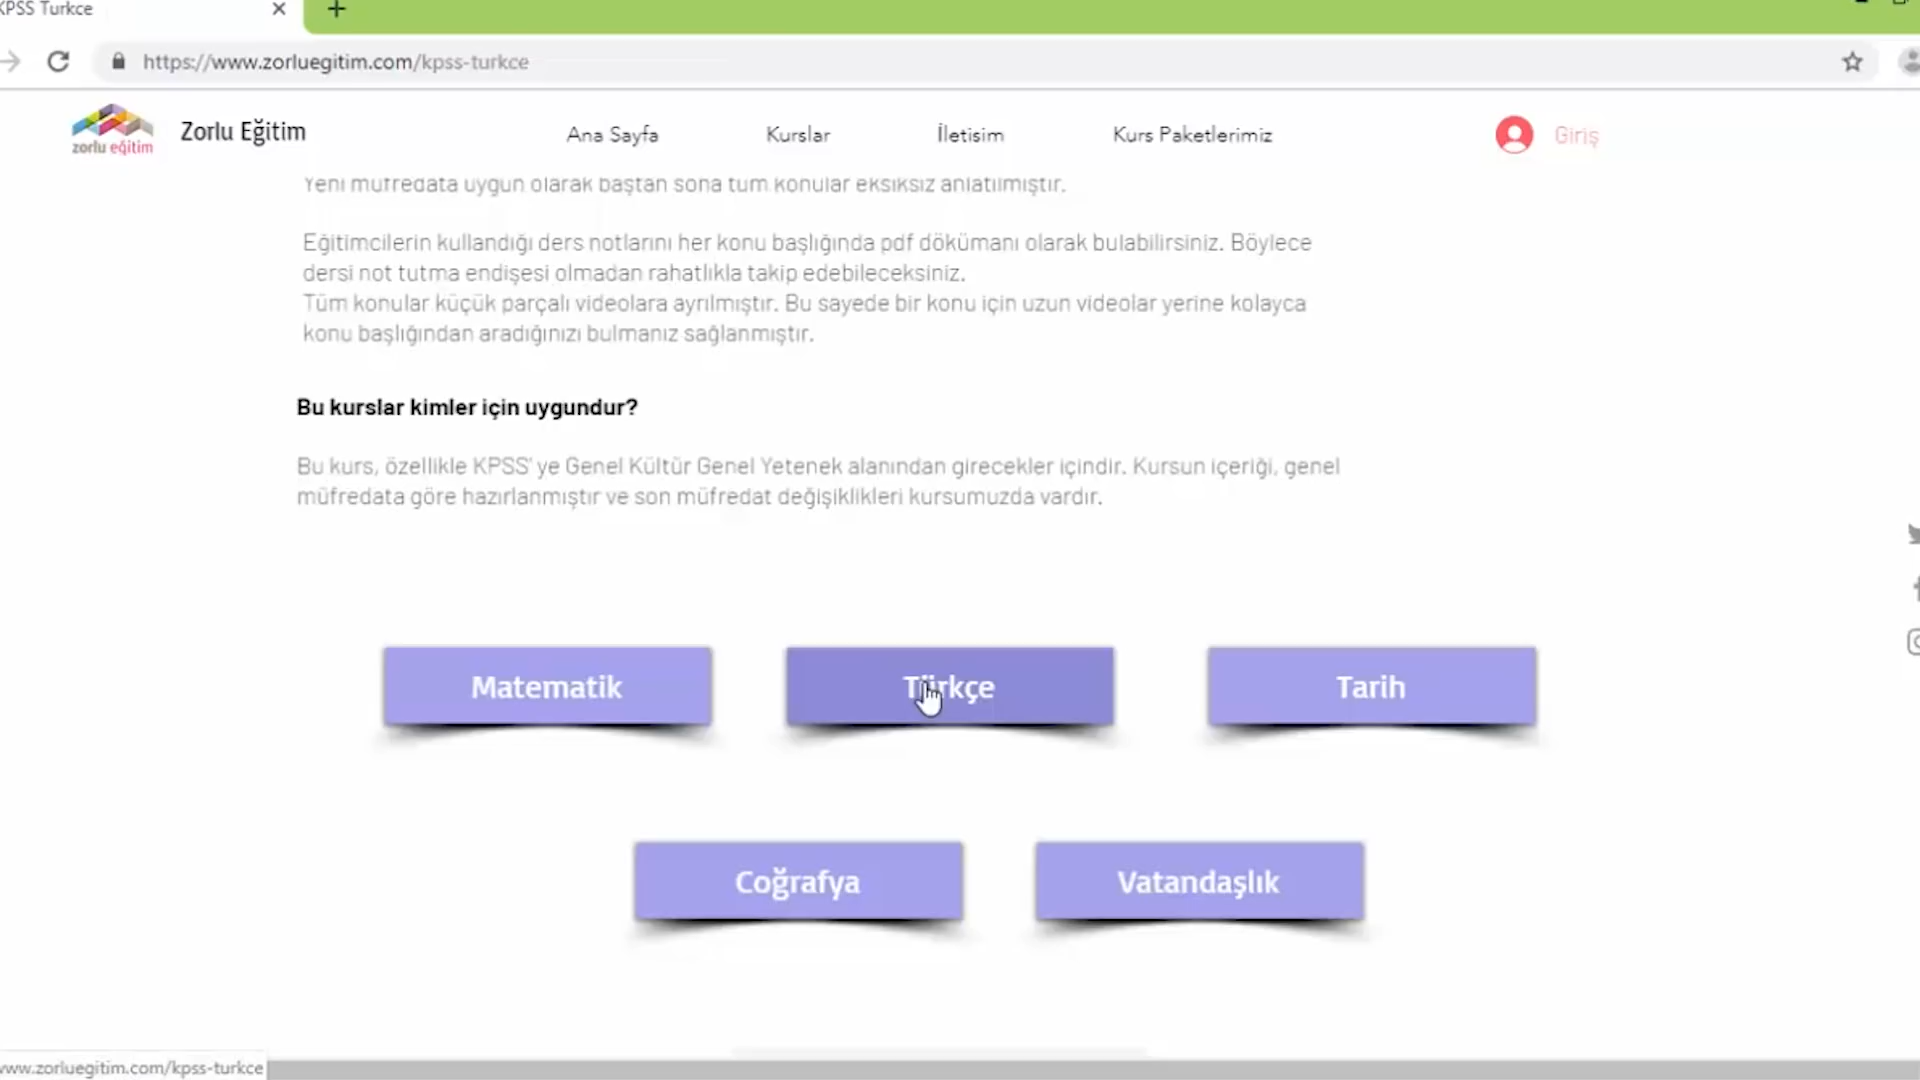 KPSS Turkce
https://www.zorluegitim.com/kpss-turkce
zorlu eğitim
Zorlu Eğitim
Ana Sayfa
Kurslar
İletisim
Kurs Paketlerimiz
Giriş
Yeni müfredata uygun olarak baştan sona tüm konular eksiksiz anlatılmıştır.
Eğitimcilerin kullandığı ders notlarını her konu başlığında pdf dökümanı olarak bulabilirsiniz. Böylece
dersi not tutma endişesi olmadan rahatlıkla takip edebileceksiniz.
Tüm konular küçük parçalı videolara ayrılmıştır. Bu sayede bir konu için uzun videolar yerine kolayca
konu başlığından aradığınızı bulmanız sağlanmıştır.
Bu kurslar kimler için uygundur?
Bu kurs, özellikle KPSS' ye Genel Kültür Genel Yetenek alanından girecekler içindir. Kursun içeriği, genel
müfredata göre hazırlanmıştır ve son müfredat değişiklikleri kursumuzda vardır.
Matematik
Türkçe
Tarih
Coğrafya
Vatandaşlık
www.zorluegitim.com/kpss-turkce